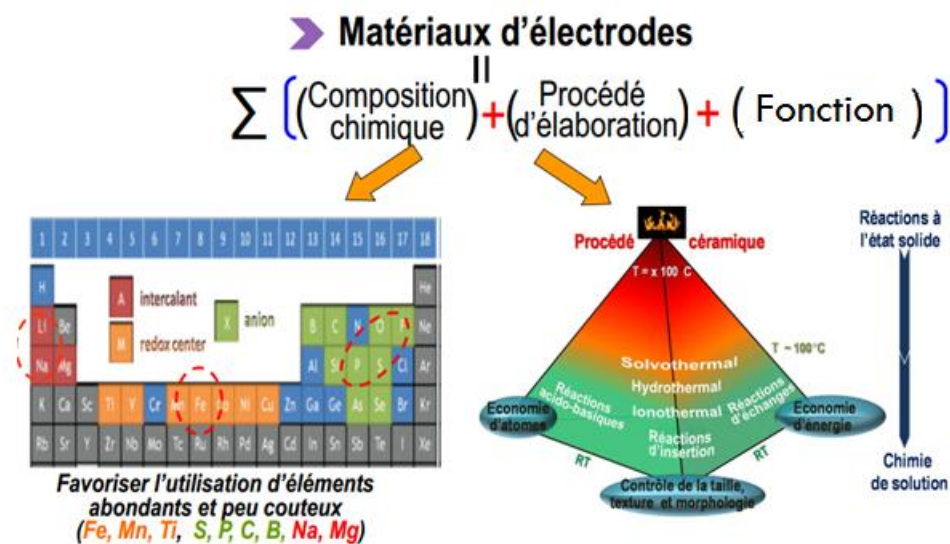 Matériaux d'électrodes
=
∑ [(Composition chimique) + (Procédé d'élaboration) + (Fonction)]
1 2 3 4 5 6 7 8 9 10 11 12 13 14 15 16 17 18
H He
A intercalant
X anion
M redox center
Li Be B C N O F Ne
Na Mg Al Si P S Cl Ar
K Ca Sc Ti V Cr Mn Fe Co Ni Cu Zn Ga Ge As Se Br Kr
Rb Sr Y Zr Nb Mo Tc Ru Rh Pd Ag Cd In Sn Sb Te I Xe
Favoriser l'utilisation d'éléments
abondants et peu couteux
(Fe, Mn, Ti, S, P, C, B, Na, Mg)
Procédé céramique
T = x 100 C
T ~ 100°C
Solvothermal
Hydrothermal
Ionothermal
Réactions
acido-basiques
Réactions
d'échanges
Réactions
d'insertion
Economie
d'atomes
Economie
d'énergie
RT
RT
Contrôle de la taille,
texture et morphologie
Réactions à
l'état solide
Chimie
de solution